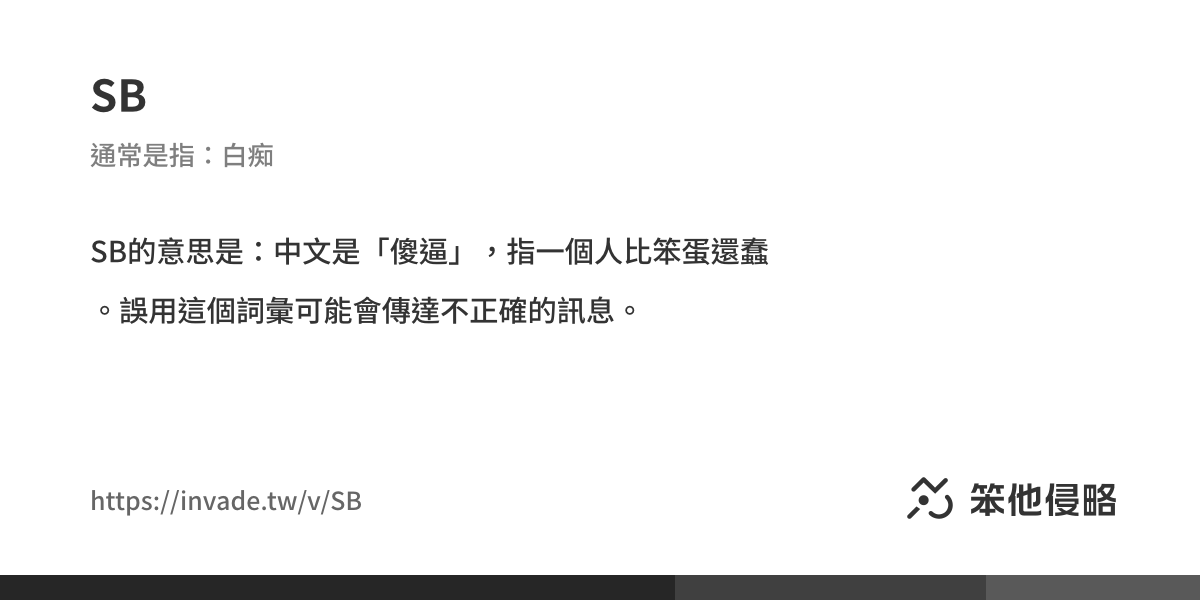 SB
通常是指：白痴
SB的意思是：中文是「傻逼」，指一個人比笨蛋還蠢
。誤用這個詞彙可能會傳達不正確的訊息。
https://invade.tw/v/SB
笨他侵略